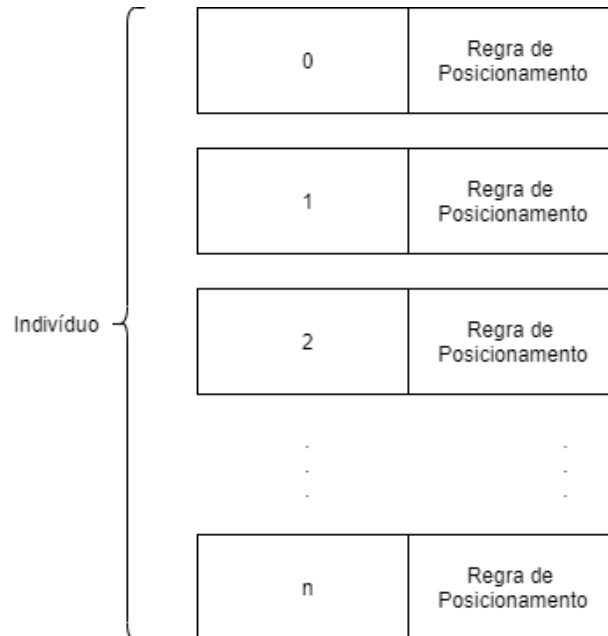 0
Regra de
Posicionamento
1
Regra de
Posicionamento
Indivíduo
2
Regra de
Posicionamento
n
Regra de
Posicionamento